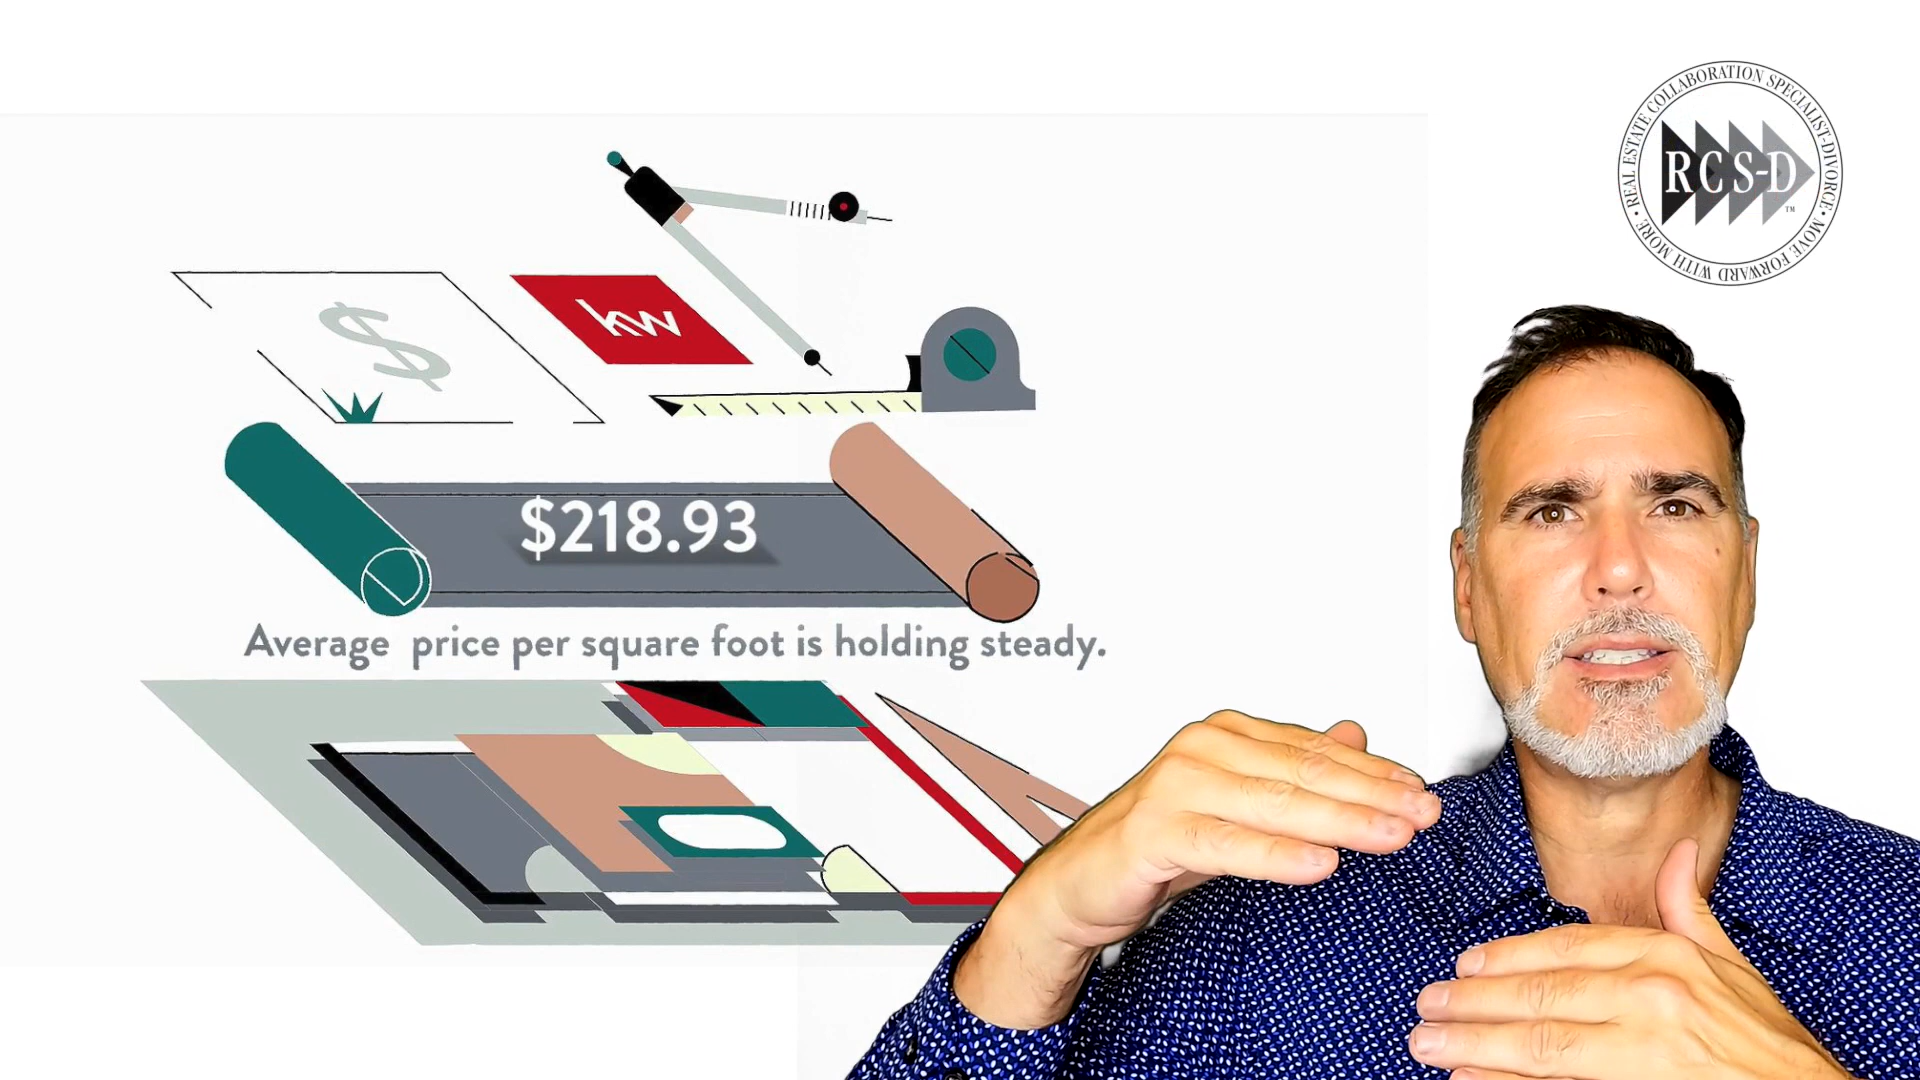 REAL ESTATE COLLABORATION SPECIALIST-DIVORCE • MOVE FORWARD WITH MORE •
RCS-D
™
$
kw
$218.93
Average price per square foot is holding steady.